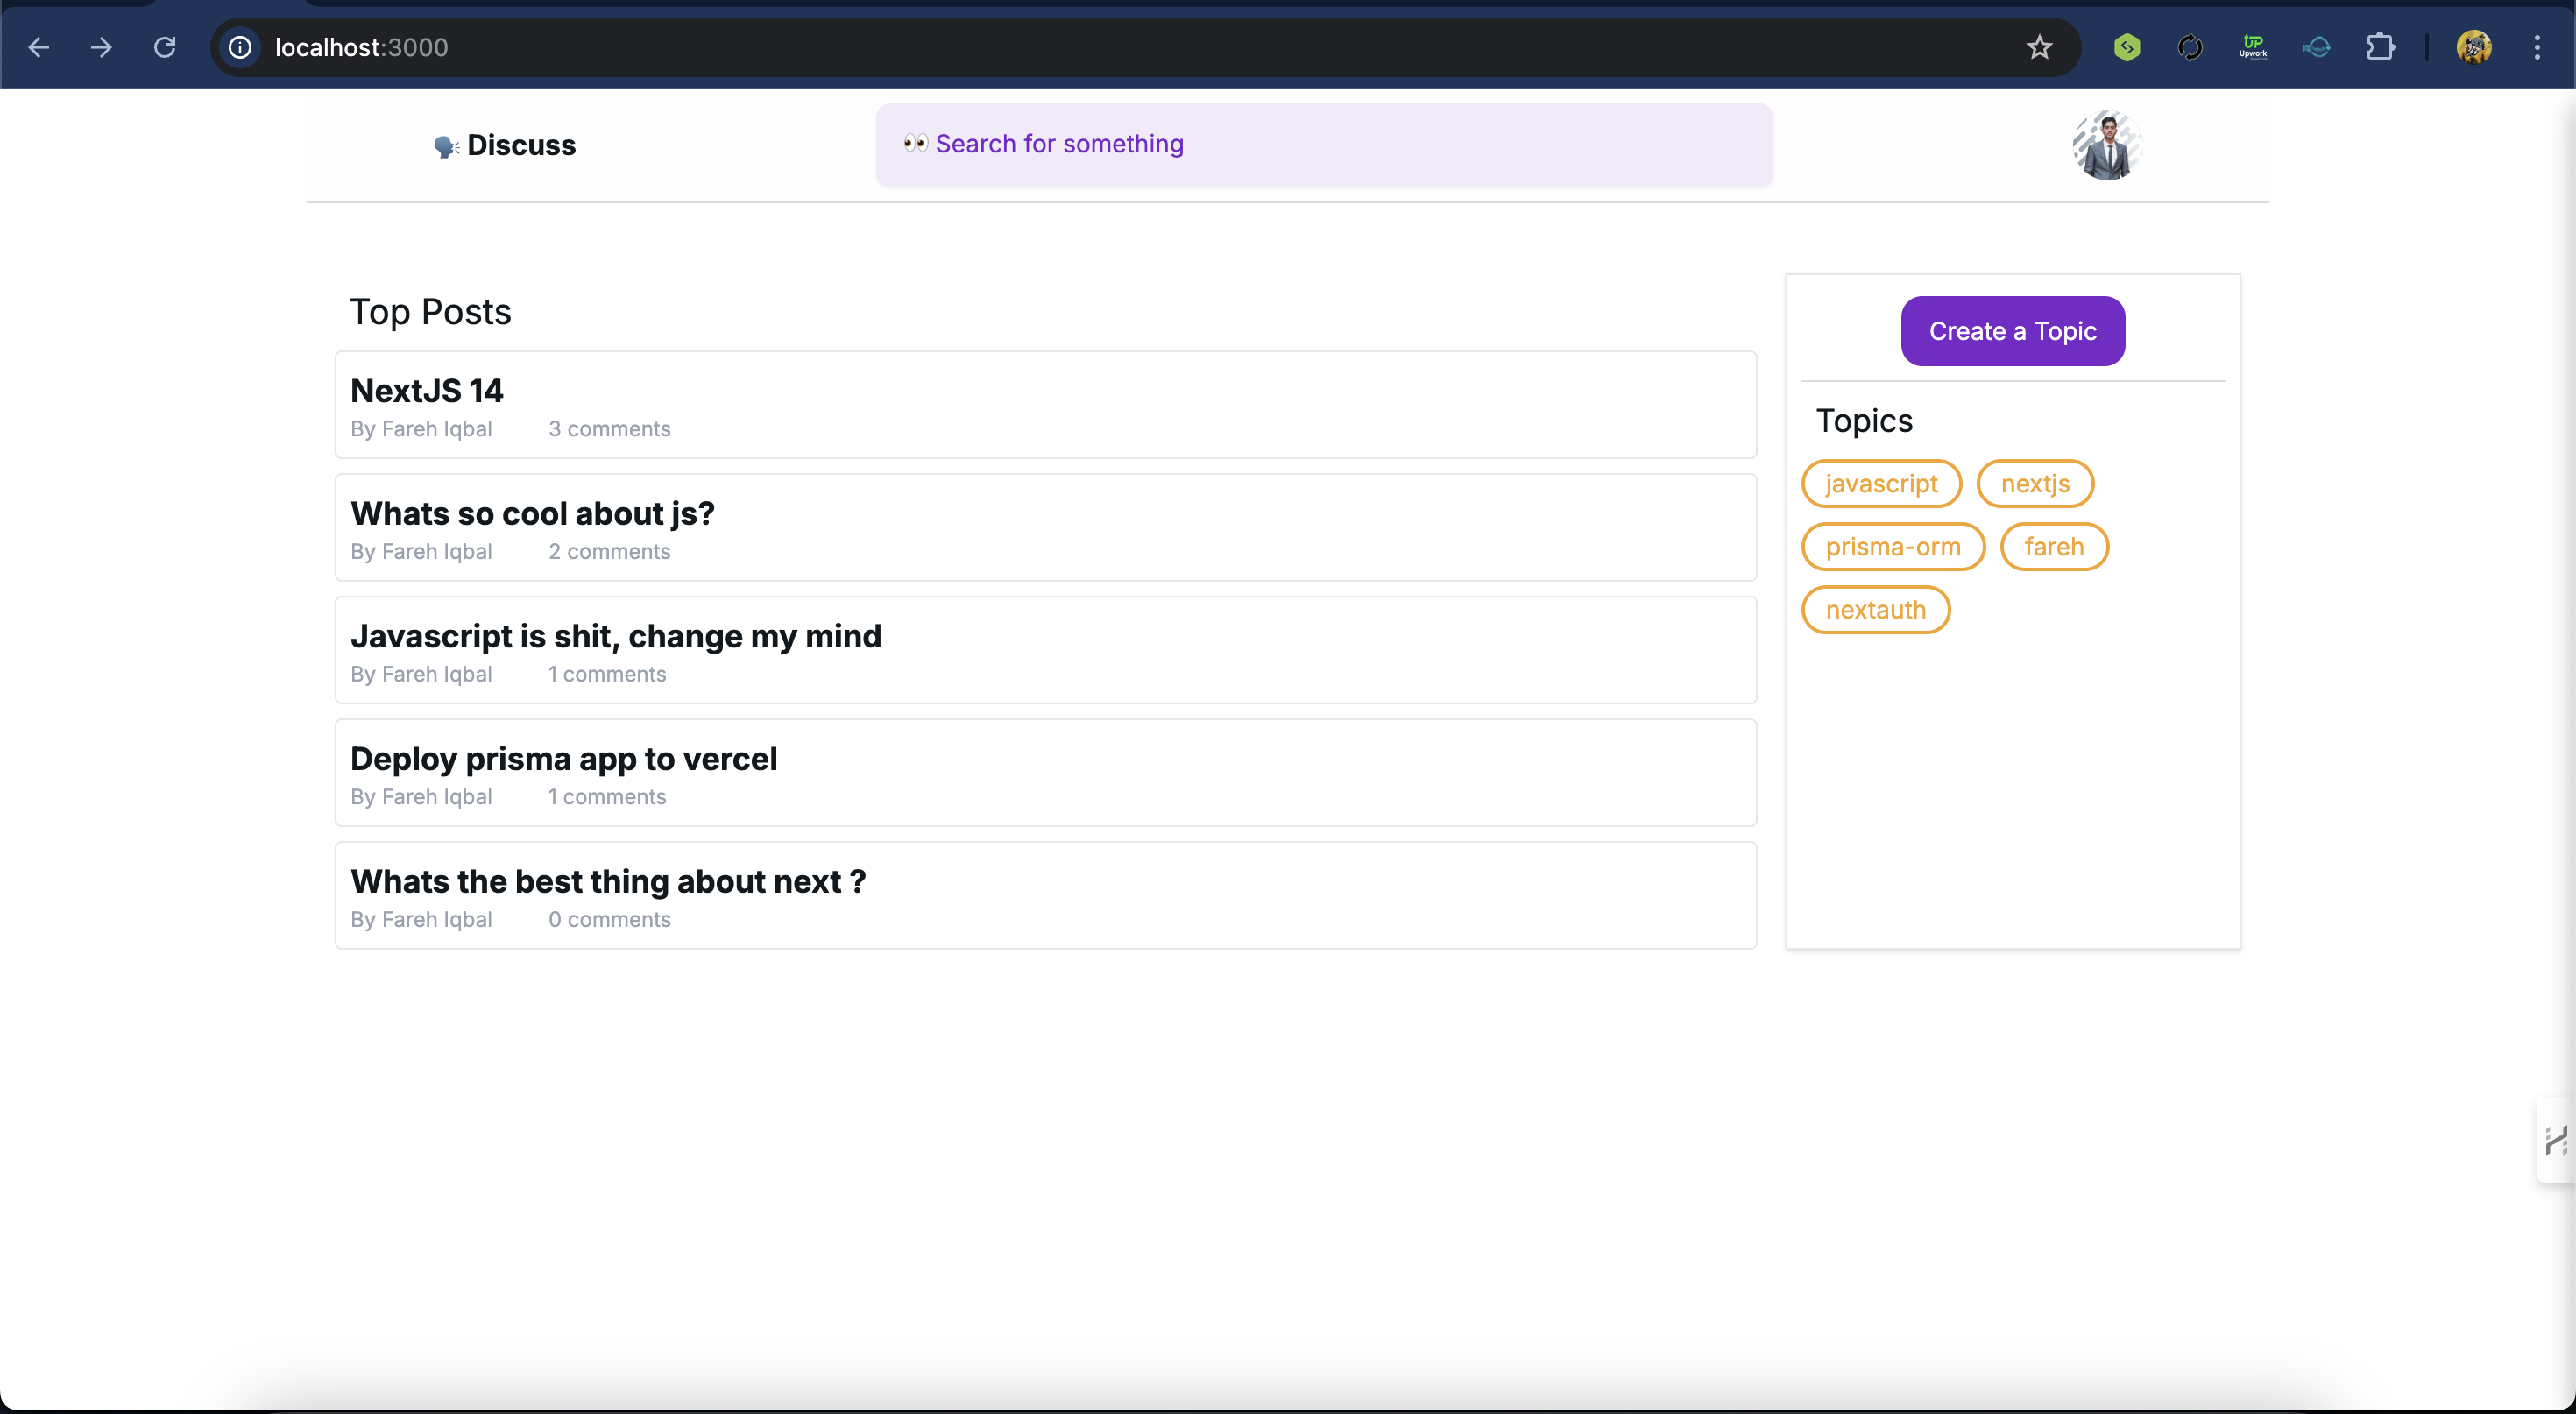 localhost:3000
UP
Upwork
🗣️ Discuss
👀 Search for something
Top Posts
NextJS 14
By Fareh Iqbal 3 comments
Whats so cool about js?
By Fareh Iqbal 2 comments
Javascript is shit, change my mind
By Fareh Iqbal 1 comments
Deploy prisma app to vercel
By Fareh Iqbal 1 comments
Whats the best thing about next ?
By Fareh Iqbal 0 comments
Create a Topic
Topics
javascript nextjs
prisma-orm fareh
nextauth